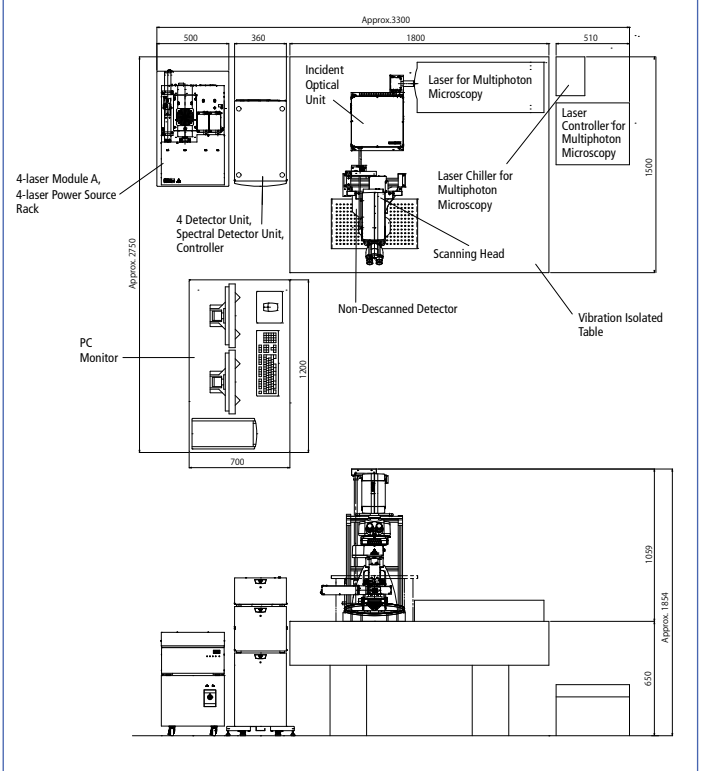 Approx.3300
500
360
1800
510
Incident
Optical
Unit
Laser for Multiphoton
Microscopy
Laser
Controller for
Multiphoton
Microscopy
1500
4-laser Module A,
4-laser Power Source
Rack
Laser Chiller for
Multiphoton
Microscopy
4 Detector Unit,
Spectral Detector Unit,
Controller
Scanning Head
Approx. 2750
Non-Descanned Detector
Vibration Isolated
Table
PC
Monitor
1200
700
1059
Approx. 1854
650